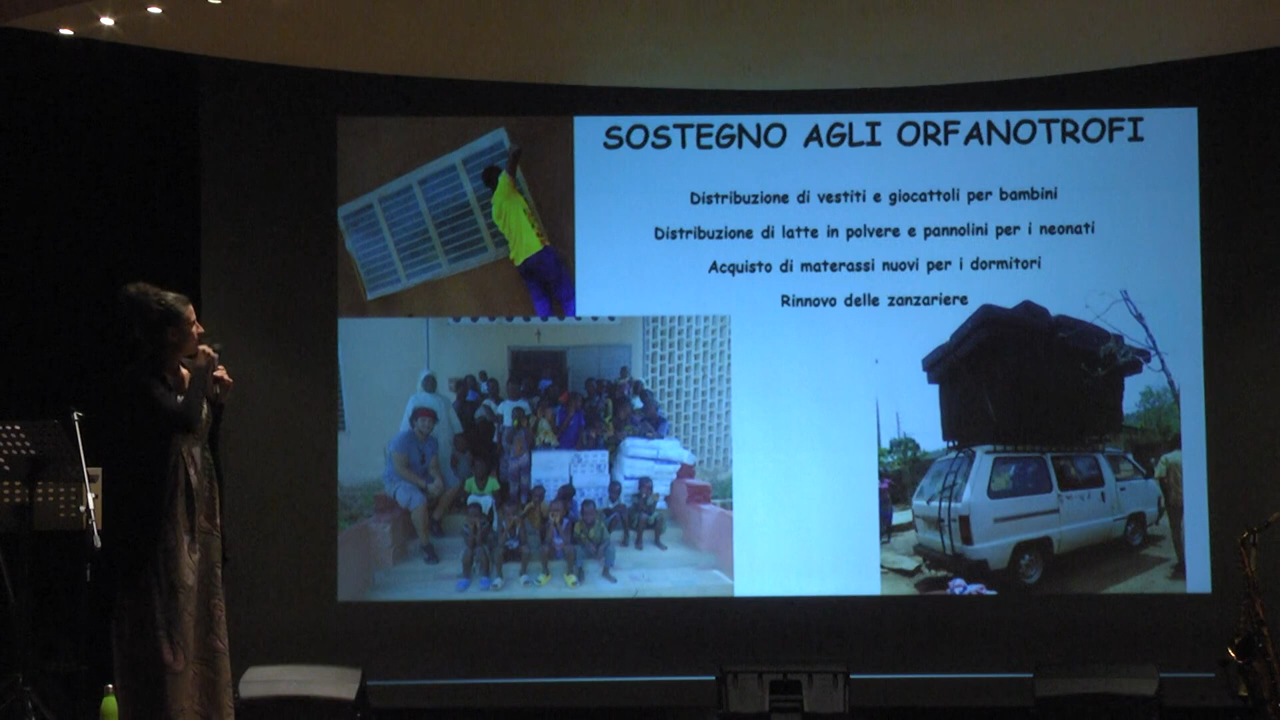 SOSTEGNO AGLI ORFANOTROFI
Distribuzione di vestiti e giocattoli per bambini
Distribuzione di latte in polvere e pannolini per i neonati
Acquisto di materassi nuovi per i dormitori
Rinnovo delle zanzariere